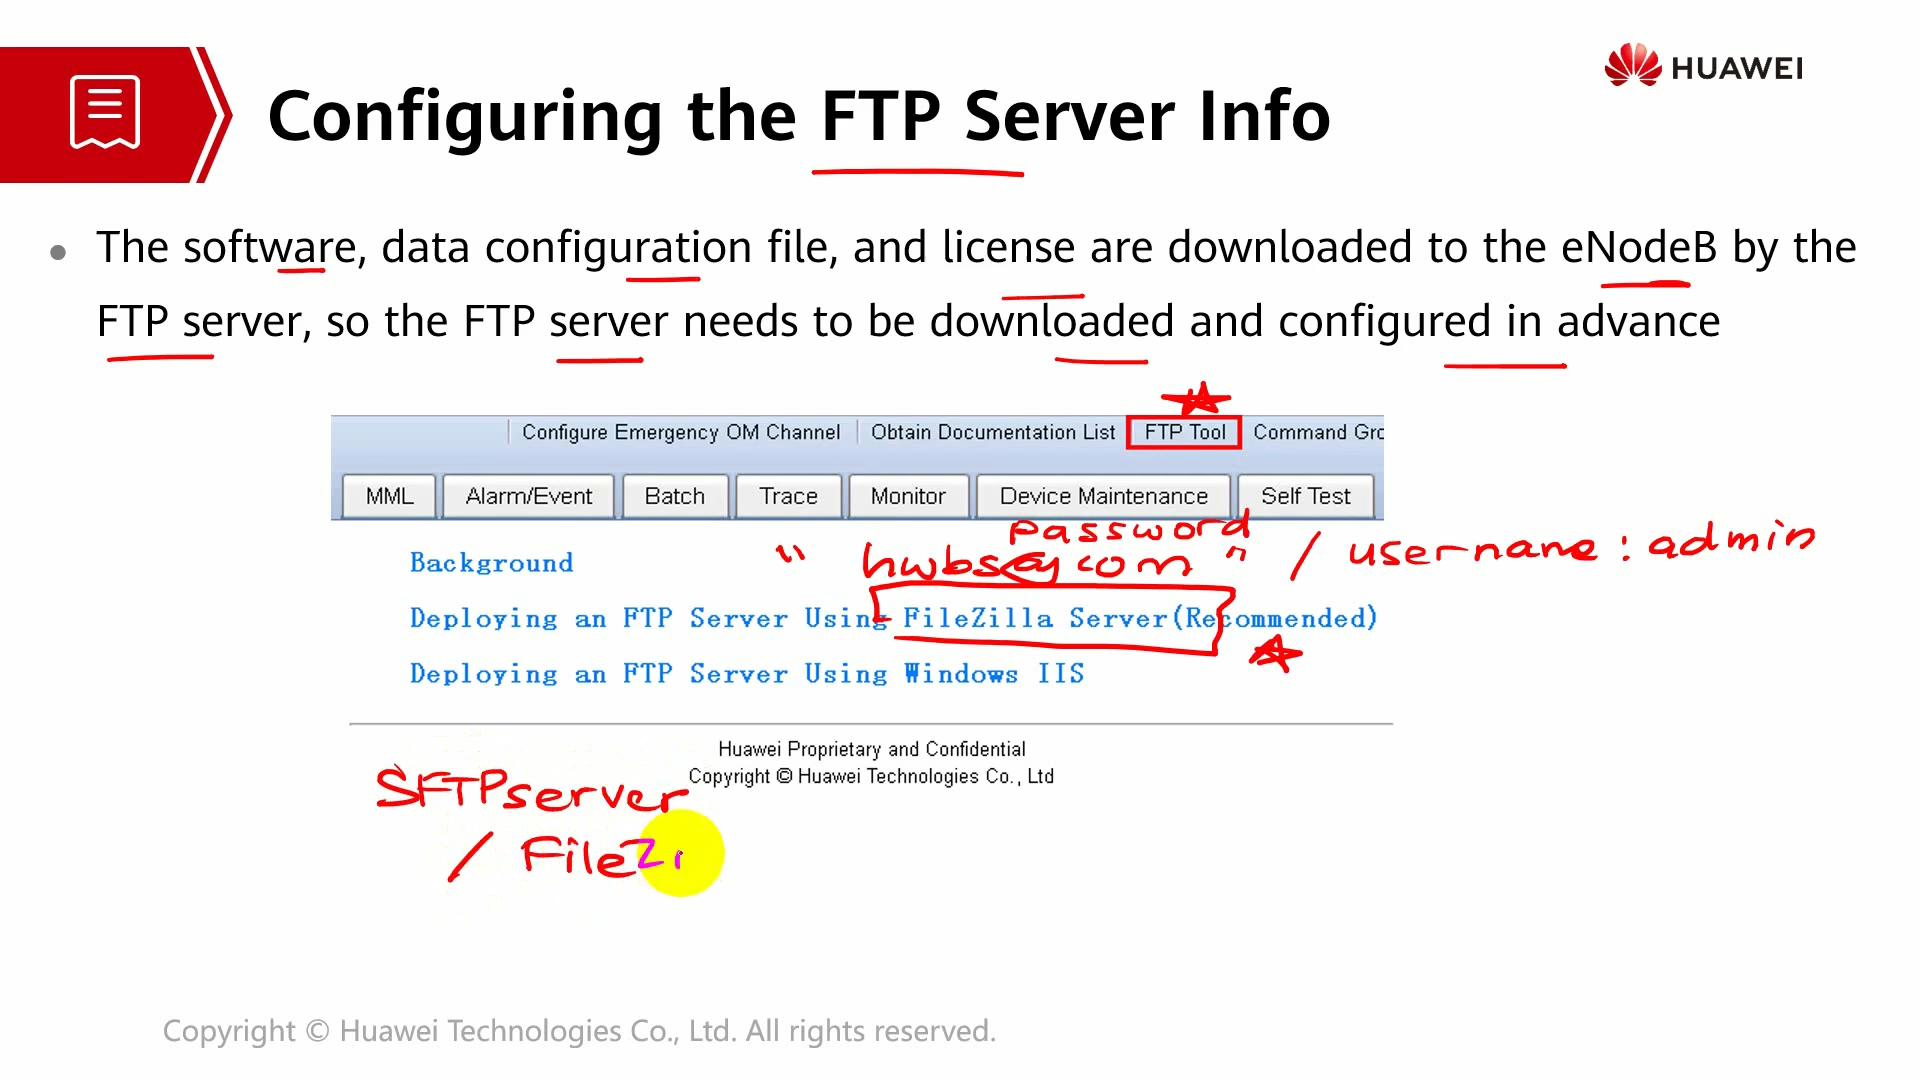 HUAWEI
Configuring the FTP Server Info
The software, data configuration file, and license are downloaded to the eNodeB by the
FTP server, so the FTP server needs to be downloaded and configured in advance
Configure Emergency OM Channel Obtain Documentation List FTP Tool Command Grc
MML Alarm/Event Batch Trace Monitor Device Maintenance Self Test
password
" com " / username: admin
Background
Deploying an FTP Server Using FileZilla Server(Recommended)
Deploying an FTP Server Using Windows IIS
Huawei Proprietary and Confidential
Copyright © Huawei Technologies Co., Ltd
SFTPserver
/ FileZi
Copyright © Huawei Technologies Co., Ltd. All rights reserved.